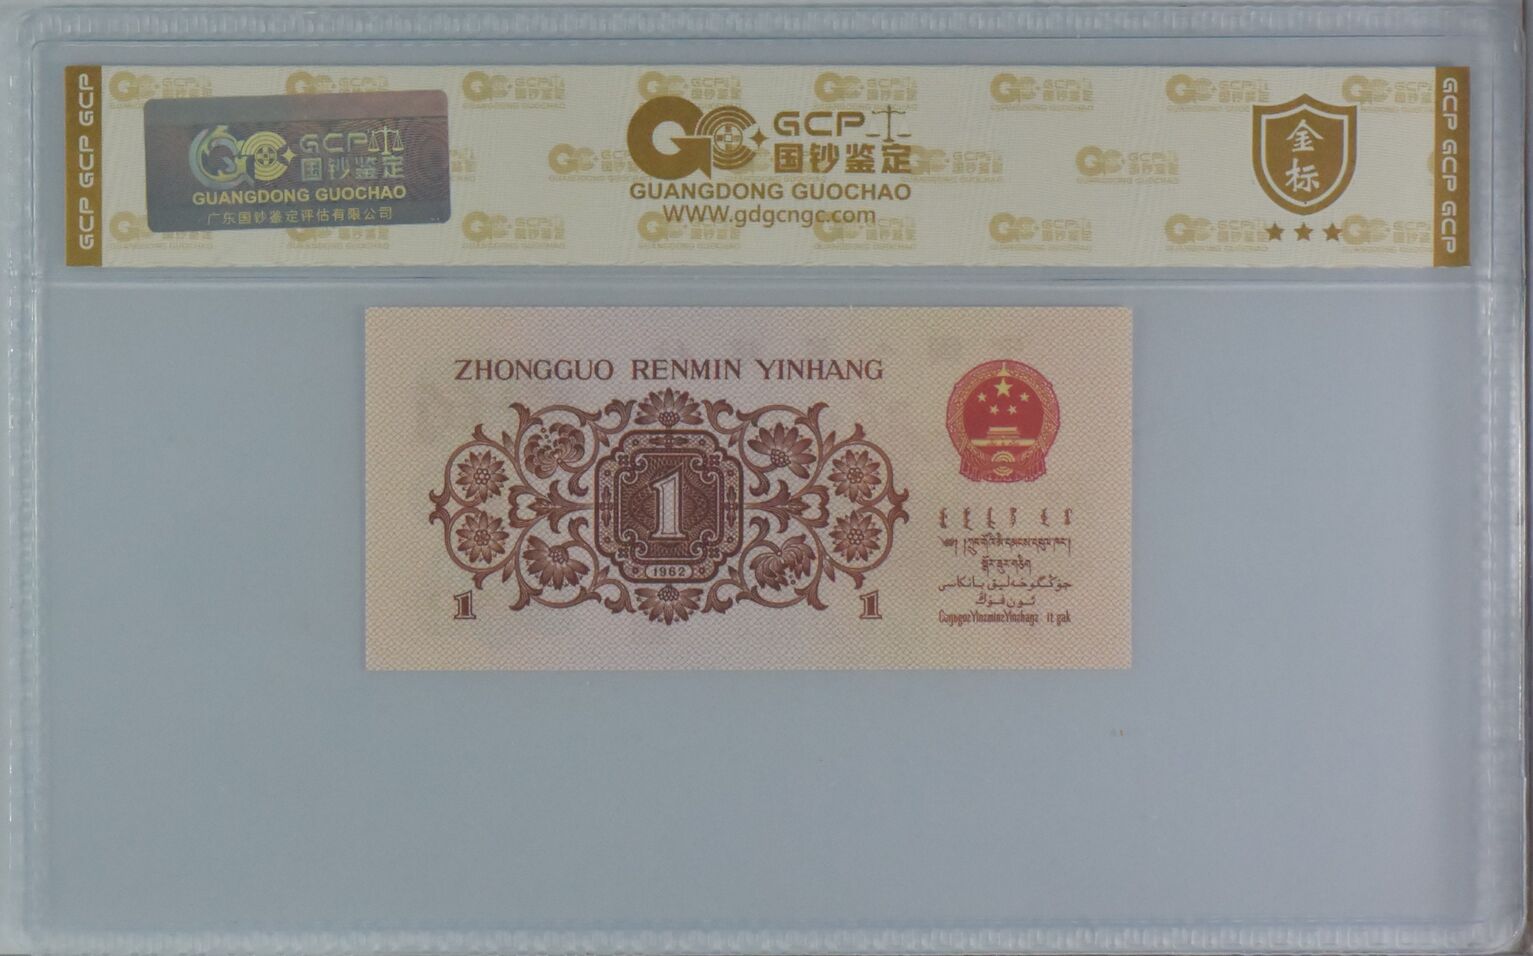 GCP GCP GCP
GCP
国钞鉴定
GUANGDONG GUOCHAO
广东国钞鉴定评估有限公司
GCP
国钞鉴定
GUANGDONG GUOCHAO
WWW.gdgcngc.com
金
标
GCP GCP GCP
ZHONGGUO RENMIN YINHANG
1
1962
1
1
جۇڭگوخەلىق بانكىسى